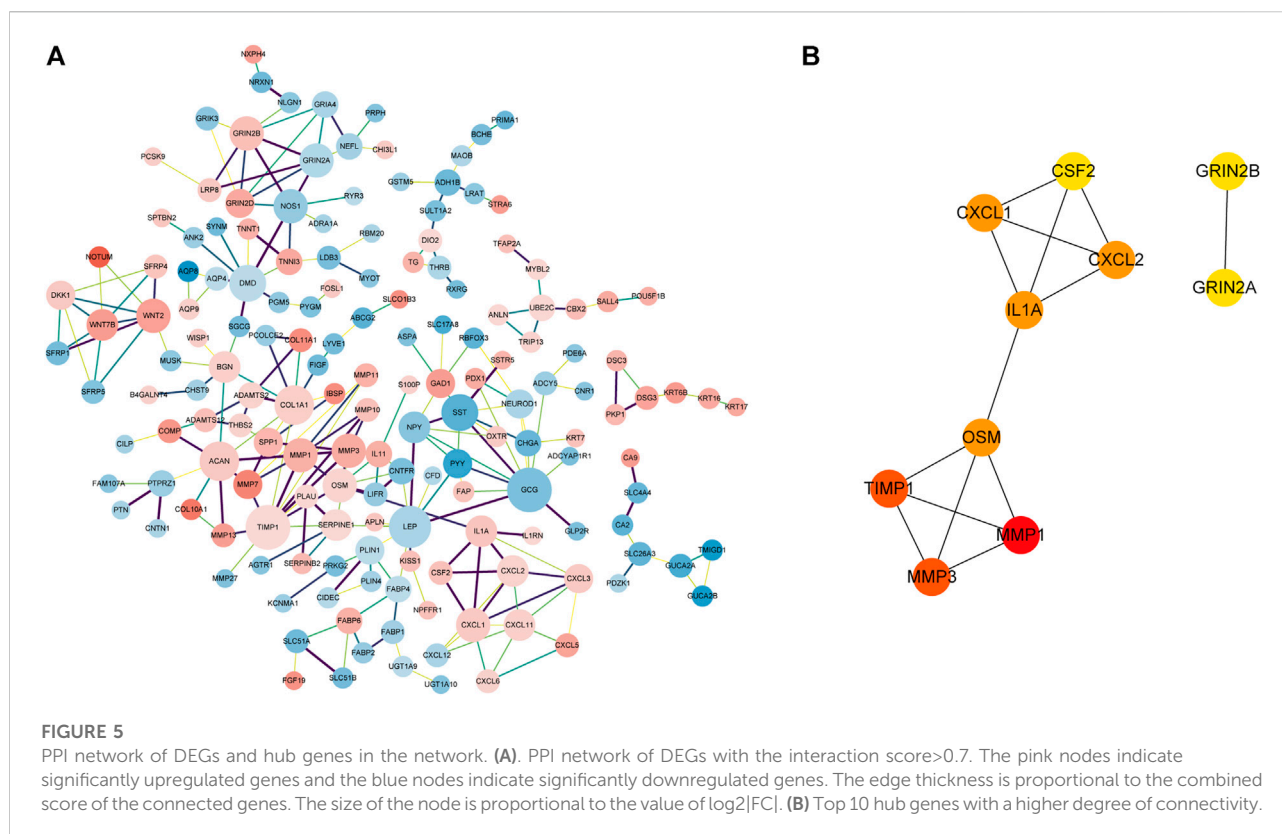 A
B
NXPH4
NRXN1
NLGN1
GRIK3
GRIA4
PRPH
GRIN2B
NEFL
CHI3L1
PCSK9
GRIN2A
LRP8
GRIN2D
NOS1
RYR3
ADRA1A
SPTBN2
SYNM
TNNT1
ANK2
TNNI3
LDB3
RBM20
MYOT
NOTUM
SFRP4
AQP8
AQP4
DMD
DKK1
AQP9
PGM5
PYGM
FOSL1
WNT7B
WNT2
SFRP1
SFRP5
MUSK
SGCG
PRIMA1
BCHE
MAOB
GSTM5
ADH1B
LRAT
STRA6
SULT1A2
DIO2
TG
THRB
RXRG
TFAP2A
MYBL2
UBE2C
ANLN
TRIP13
CBX2
SALL4
POU5F1B
SLCO1B3
ABCG2
LYVE1
FIGF
PCOLCE2
COL11A1
WISP1
BGN
B4GALNT4
CHST9
ADAMTS2
COL1A1
IBSP
MMP11
ADAMTS12
THBS2
MMP10
S100P
COMP
CILP
SPP1
MMP1
MMP3
IL11
ACAN
MMP7
PLAU
OSM
CNTFR
CFD
LIFR
FAM107A
PTPRZ1
PTN
CNTN1
COL10A1
MMP13
TIMP1
SERPINE1
APLN
LEP
MMP27
AGTR1
SERPINB2
PRKG2
PLIN1
KISS1
KCNMA1
CIDEC
PLIN4
FABP4
NPFFR1
FABP6
FABP1
SLC51A
FABP2
UGT1A9
FGF19
SLC51B
UGT1A10
ASPA
SLC17A8
RBFOX3
SSTR5
PDE6A
GAD1
PDX1
ADCY5
CNR1
NEUROD1
SST
NPY
OXTR
CHGA
KRT7
PYY
ADCYAP1R1
FAP
GCG
GLP2R
DSC3
PKP1
DSG3
KRT6B
KRT16
KRT17
CA9
SLC4A4
CA2
SLC26A3
PDZK1
GUCA2A
TMIGD1
GUCA2B
IL1A
IL1RN
CSF2
CXCL2
CXCL3
CXCL1
CXCL11
CXCL12
CXCL5
CXCL6
CSF2
CXCL1
CXCL2
IL1A
OSM
TIMP1
MMP1
MMP3
GRIN2B
GRIN2A
FIGURE 5
PPI network of DEGs and hub genes in the network. (A). PPI network of DEGs with the interaction score>0.7. The pink nodes indicate
significantly upregulated genes and the blue nodes indicate significantly downregulated genes. The edge thickness is proportional to the combined
score of the connected genes. The size of the node is proportional to the value of log2|FC|. (B) Top 10 hub genes with a higher degree of connectivity.